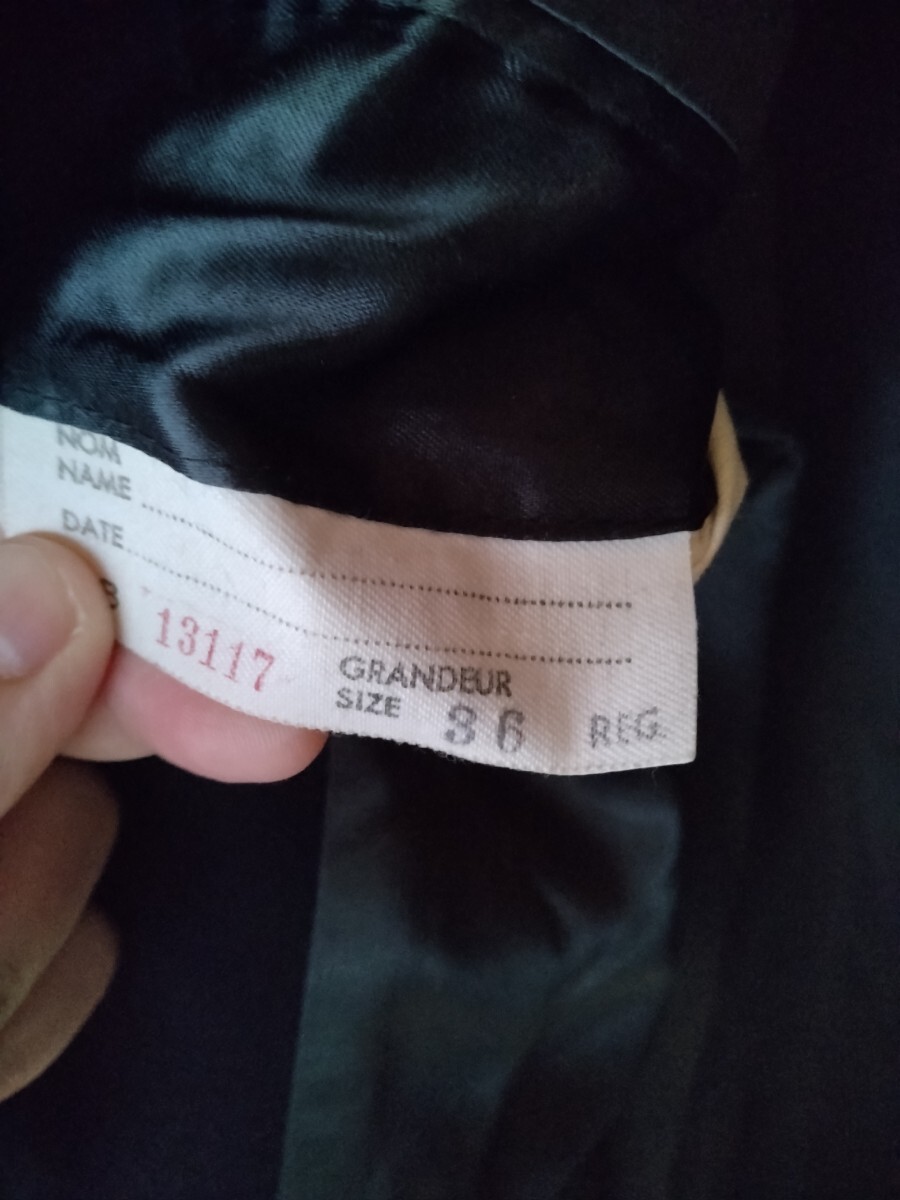 NOM
NAME
DATE
13117
GRANDEUR
SIZE 36 REG.